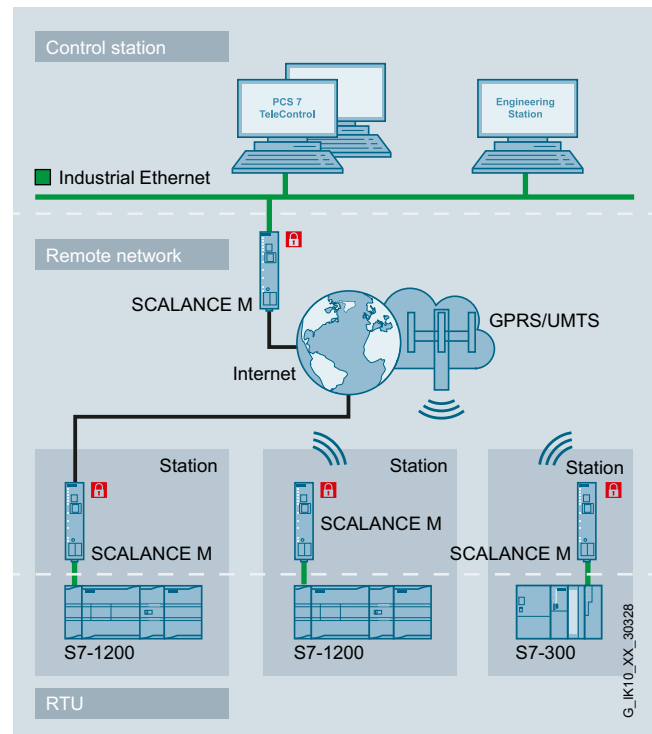 Control station
PCS 7
TeleControl
Engineering
Station
Industrial Ethernet
Remote network
SCALANCE M
GPRS/UMTS
Internet
Station
Station
Station
SCALANCE M
SCALANCE M
SCALANCE M
S7-1200
S7-1200
S7-300
RTU
G_IK10_XX_30328